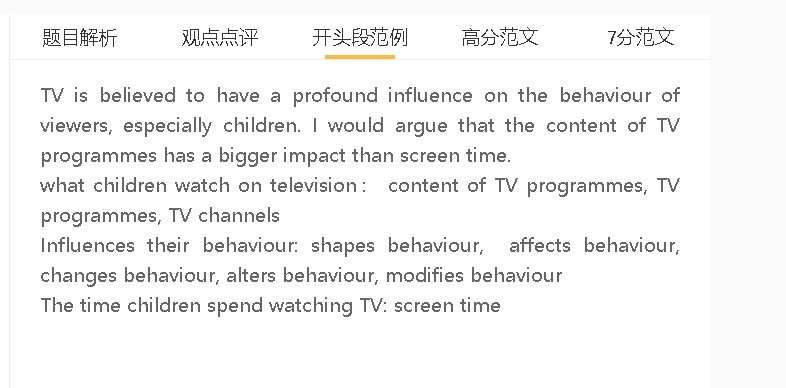 题目解析 观点点评 开头段范例 高分范文 7分范文
TV is believed to have a profound influence on the behaviour of
viewers, especially children. I would argue that the content of TV
programmes has a bigger impact than screen time.
what children watch on television： content of TV programmes, TV
programmes, TV channels
Influences their behaviour: shapes behaviour, affects behaviour,
changes behaviour, alters behaviour, modifies behaviour
The time children spend watching TV: screen time